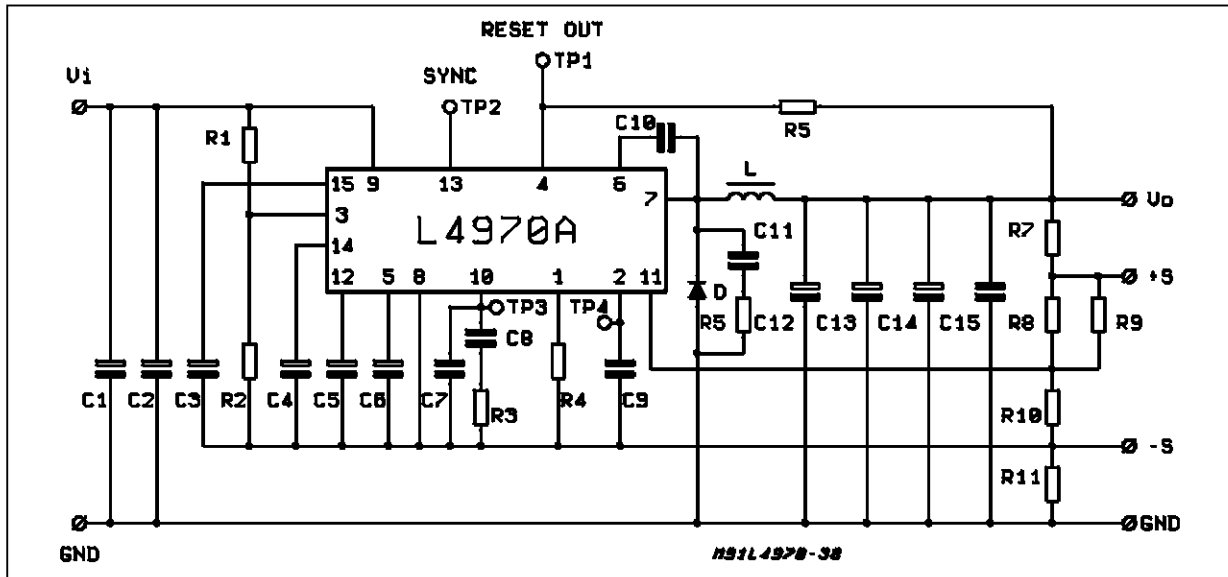 RESET OUT
Vi
SYNC
TP1
TP2
R1
C10
R5
15
9
13
4
6
7
L
Vo
3
L4970A
14
C11
R7
12
5
8
10
1
2
11
+S
TP3
TP4
D
R5
C12
C13
C14
C15
R8
R9
C8
C1
C2
C3
R2
C4
C5
C6
C7
R3
R4
C9
R10
-S
R11
GND
GND
M91L4970-38